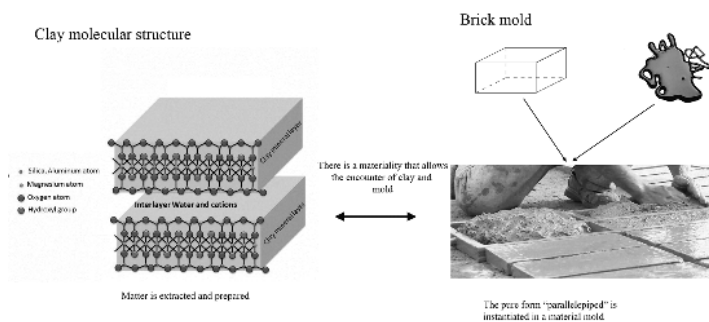 Brick mold
Clay molecular structure
Clay mineral layer
Silica, Aluminum atom
Magnesium atom
Oxygen atom
Hydroxyl group
Interlayer Water and cations
Clay mineral layer
There is a materiality that allows
the encounter of clay and
mold
Matter is extracted and prepared
The pure form “parallelepiped” is
instantiated in a material mold